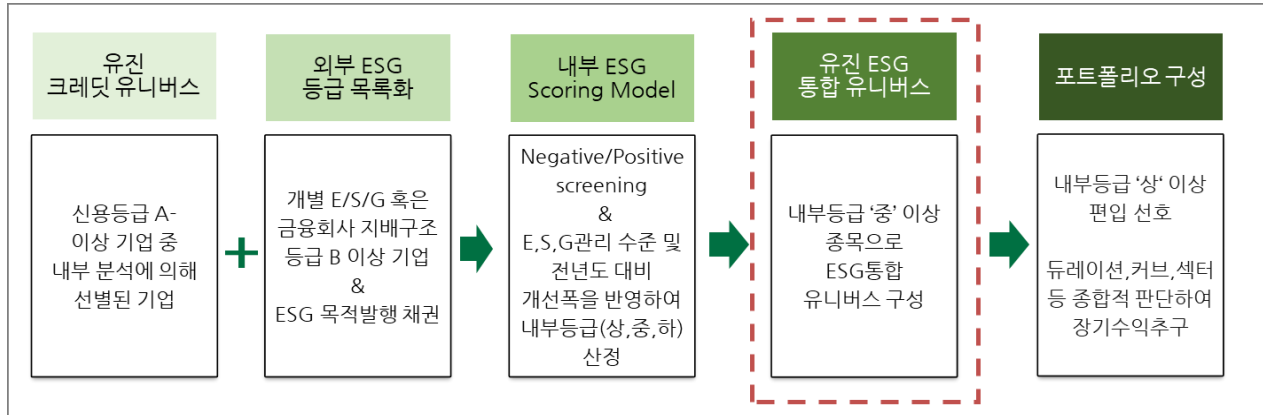 유진
크레딧 유니버스
신용등급 A-
이상 기업 중
내부 분석에 의해
선별된 기업
+
외부 ESG
등급 목록화
개별 E/S/G 혹은
금융회사 지배구조
등급 B 이상 기업
&
ESG 목적발행 채권
내부 ESG
Scoring Model
Negative/Positive
screening
&
E,S,G관리 수준 및
전년도 대비
개선폭을 반영하여
내부등급(상,중,하)
산정
유진 ESG
통합 유니버스
내부등급 ‘중’ 이상
종목으로
ESG통합
유니버스 구성
포트폴리오 구성
내부등급 ‘상‘ 이상
편입 선호
듀레이션,커브,섹터
등 종합적 판단하여
장기수익추구